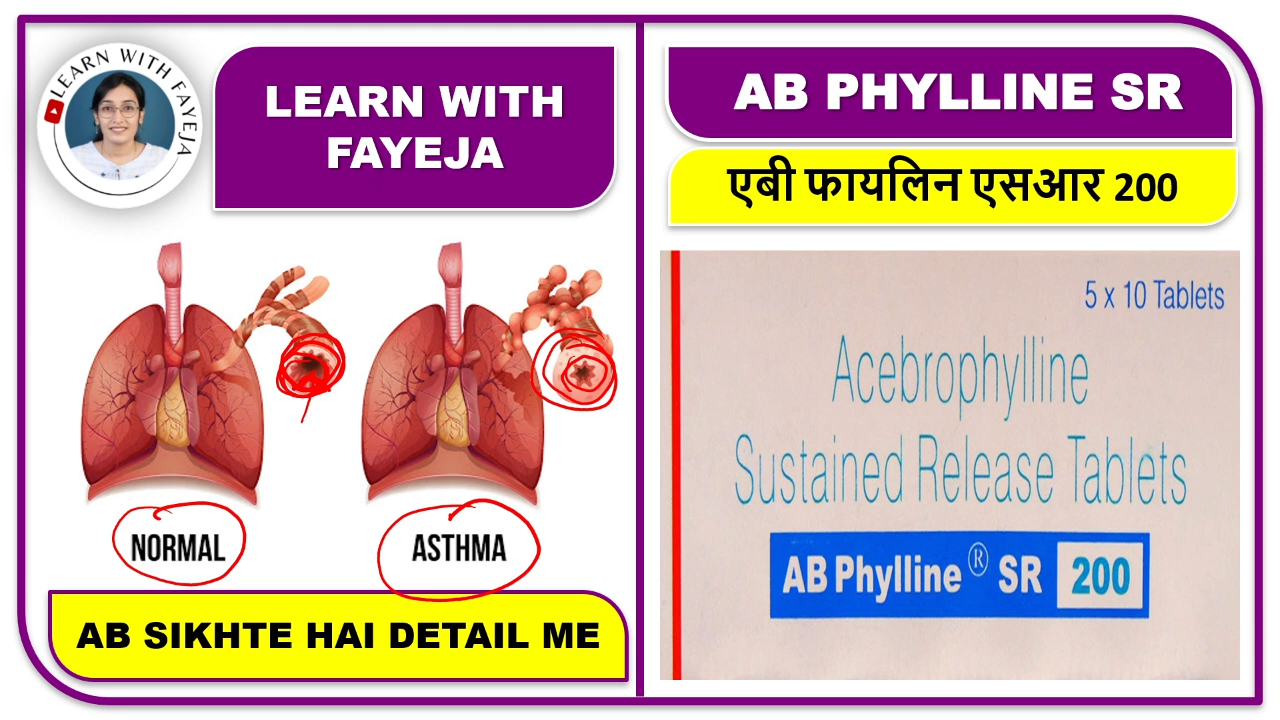 LEARN WITH FAYEJA
LEARN WITH
FAYEJA
NORMAL
ASTHMA
AB SIKHTE HAI DETAIL ME
AB PHYLLINE SR
एबी फायलिन एसआर 200
5 x 10 Tablets
Acebrophylline
Sustained Release Tablets
AB Phylline® SR 200